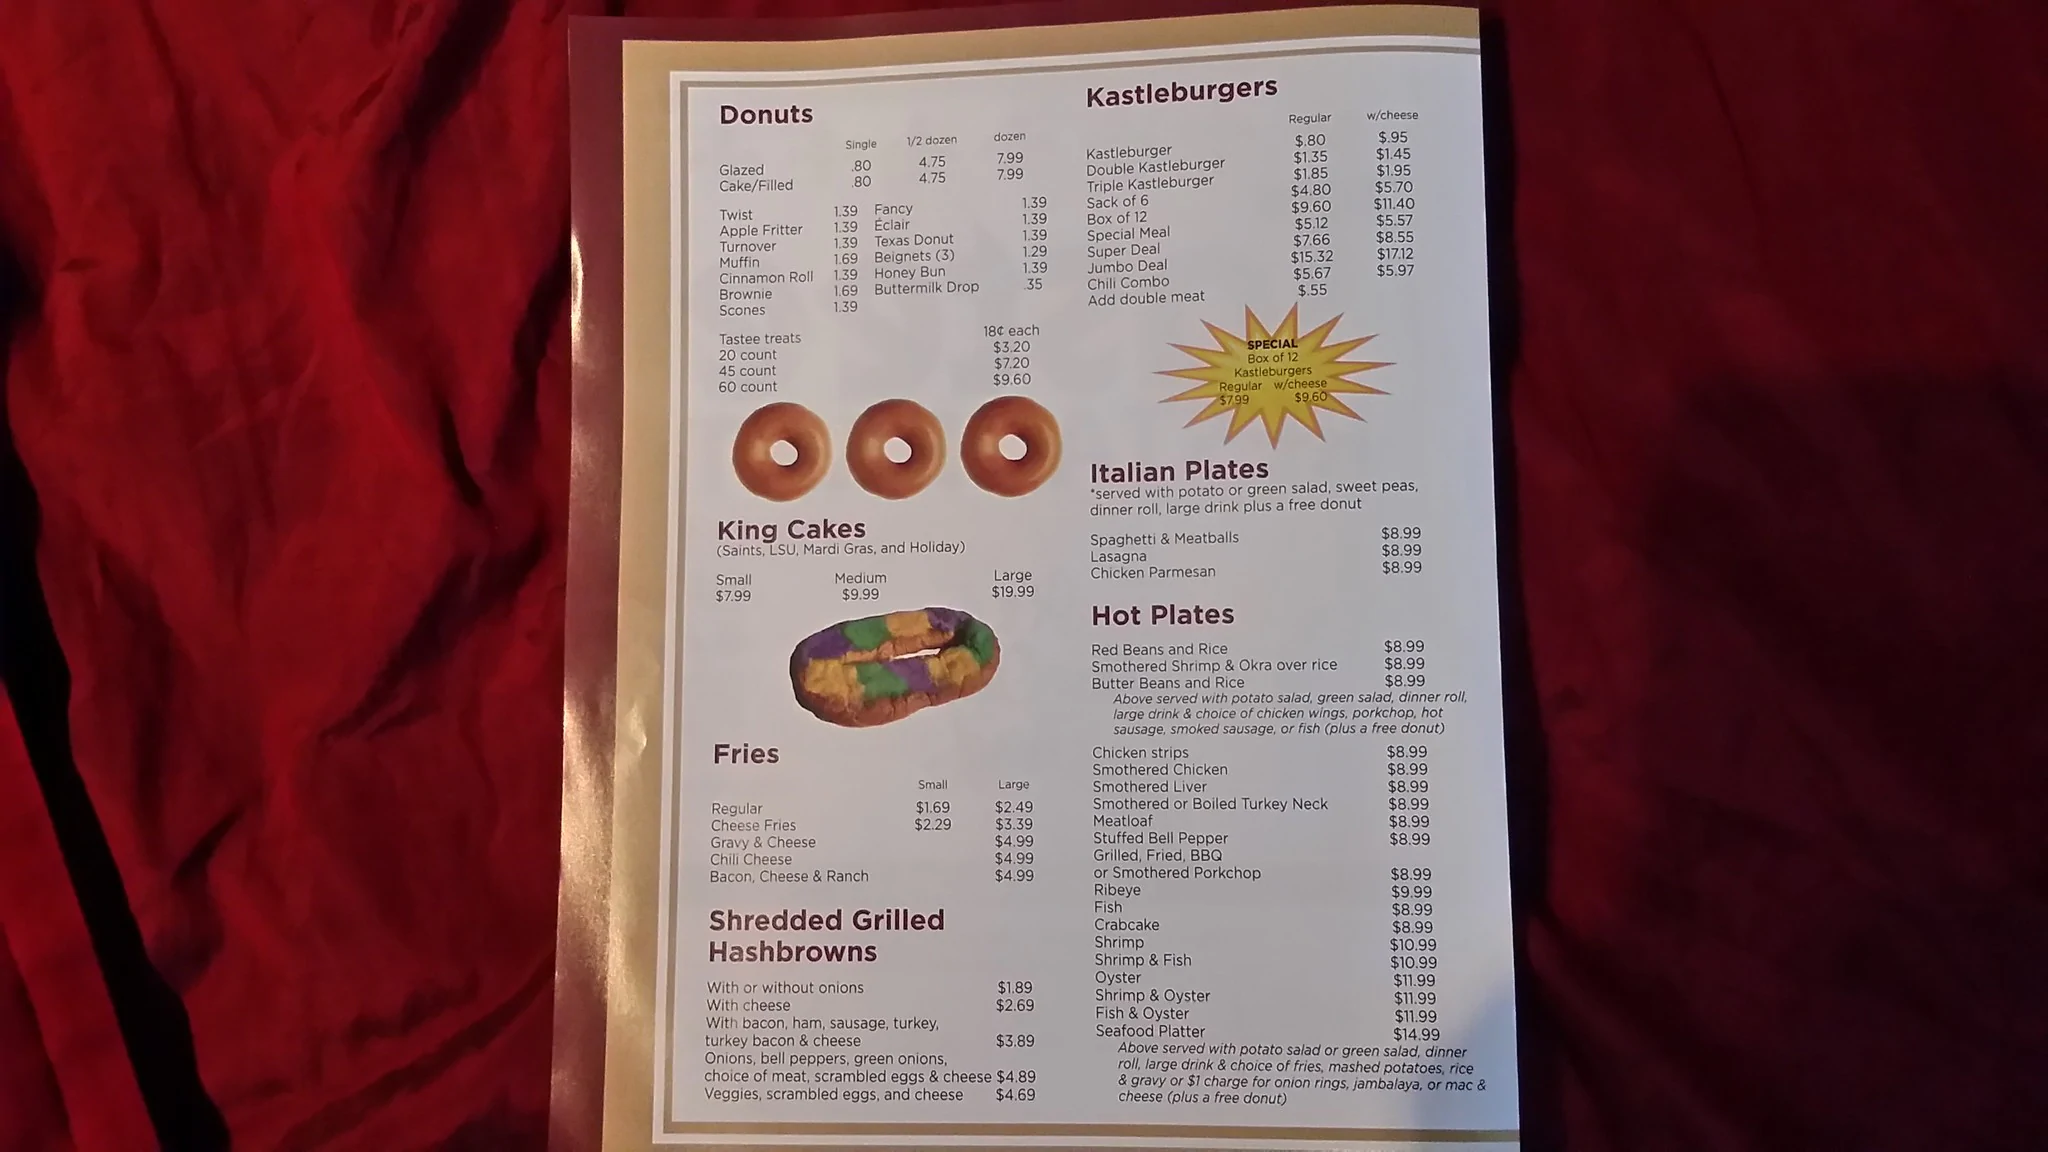 Donuts
Single 1/2 dozen dozen
Glazed .80 4.75 7.99
Cake/Filled .80 4.75 7.99
Twist 1.39 Fancy 1.39
Apple Fritter 1.39 Éclair 1.39
Turnover 1.39 Texas Donut 1.39
Muffin 1.69 Beignets (3) 1.29
Cinnamon Roll 1.39 Honey Bun 1.39
Brownie 1.69 Buttermilk Drop .35
Scones 1.39
Tastee treats 18¢ each
20 count $3.20
45 count $7.20
60 count $9.60
King Cakes
(Saints, LSU, Mardi Gras, and Holiday)
Small Medium Large
$7.99 $9.99 $19.99
Fries
Small Large
Regular $1.69 $2.49
Cheese Fries $2.29 $3.39
Gravy & Cheese $4.99
Chili Cheese $4.99
Bacon, Cheese & Ranch $4.99
Shredded Grilled
Hashbrowns
With or without onions $1.89
With cheese $2.69
With bacon, ham, sausage, turkey,
turkey bacon & cheese $3.89
Onions, bell peppers, green onions,
choice of meat, scrambled eggs & cheese $4.89
Veggies, scrambled eggs, and cheese $4.69
Kastleburgers
Regular w/cheese
Kastleburger $.80 $.95
Double Kastleburger $1.35 $1.45
Triple Kastleburger $1.85 $1.95
Sack of 6 $4.80 $5.70
Box of 12 $9.60 $11.40
Special Meal $5.12 $5.57
Super Deal $7.66 $8.55
Jumbo Deal $15.32 $17.12
Chili Combo $5.67 $5.97
Add double meat $.55
SPECIAL
Box of 12
Kastleburgers
Regular w/cheese
$7.99 $9.60
Italian Plates
*served with potato or green salad, sweet peas,
dinner roll, large drink plus a free donut
Spaghetti & Meatballs $8.99
Lasagna $8.99
Chicken Parmesan $8.99
Hot Plates
Red Beans and Rice $8.99
Smothered Shrimp & Okra over rice $8.99
Butter Beans and Rice $8.99
Above served with potato salad, green salad, dinner roll,
large drink & choice of chicken wings, porkchop, hot
sausage, smoked sausage, or fish (plus a free donut)
Chicken strips $8.99
Smothered Chicken $8.99
Smothered Liver $8.99
Smothered or Boiled Turkey Neck $8.99
Meatloaf $8.99
Stuffed Bell Pepper $8.99
Grilled, Fried, BBQ
or Smothered Porkchop $8.99
Ribeye $9.99
Fish $8.99
Crabcake $8.99
Shrimp $10.99
Shrimp & Fish $10.99
Oyster $11.99
Shrimp & Oyster $11.99
Fish & Oyster $11.99
Seafood Platter $14.99
Above served with potato salad or green salad, dinner
roll, large drink & choice of fries, mashed potatoes, rice
& gravy or $1 charge for onion rings, jambalaya, or mac &
cheese (plus a free donut)